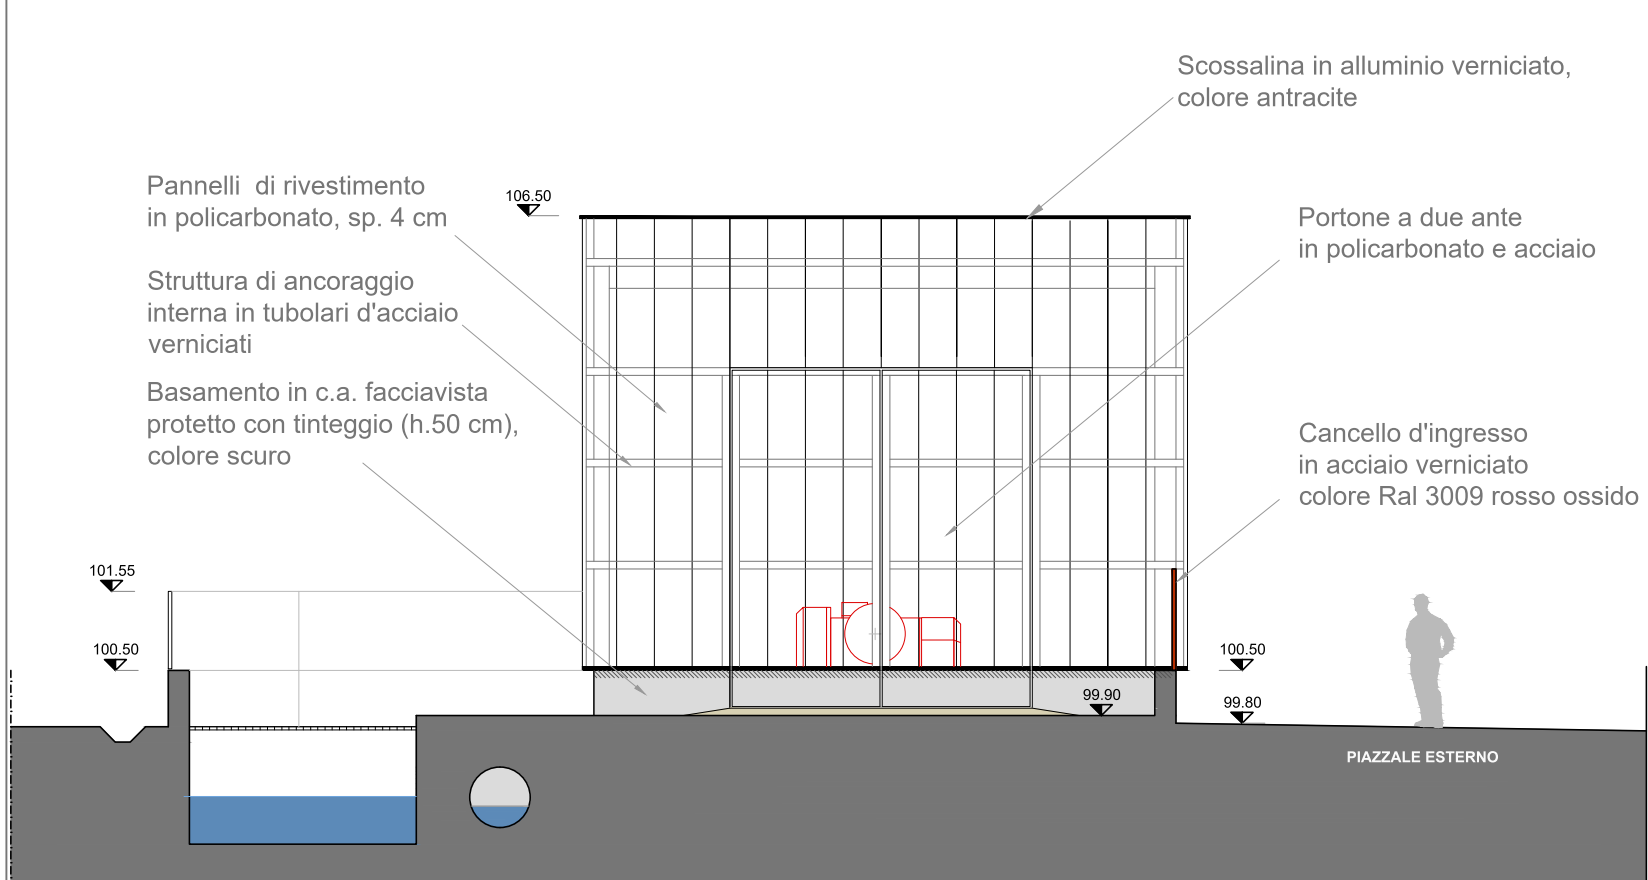 Scossalina in alluminio verniciato,
colore antracite
Pannelli di rivestimento
in policarbonato, sp. 4 cm
106.50
Portone a due ante
in policarbonato e acciaio
Struttura di ancoraggio
interna in tubolari d'acciaio
verniciati
Basamento in c.a. facciavista
protetto con tinteggio (h.50 cm),
colore scuro
Cancello d'ingresso
in acciaio verniciato
colore Ral 3009 rosso ossido
101.55
100.50
100.50
99.90
99.80
PIAZZALE ESTERNO